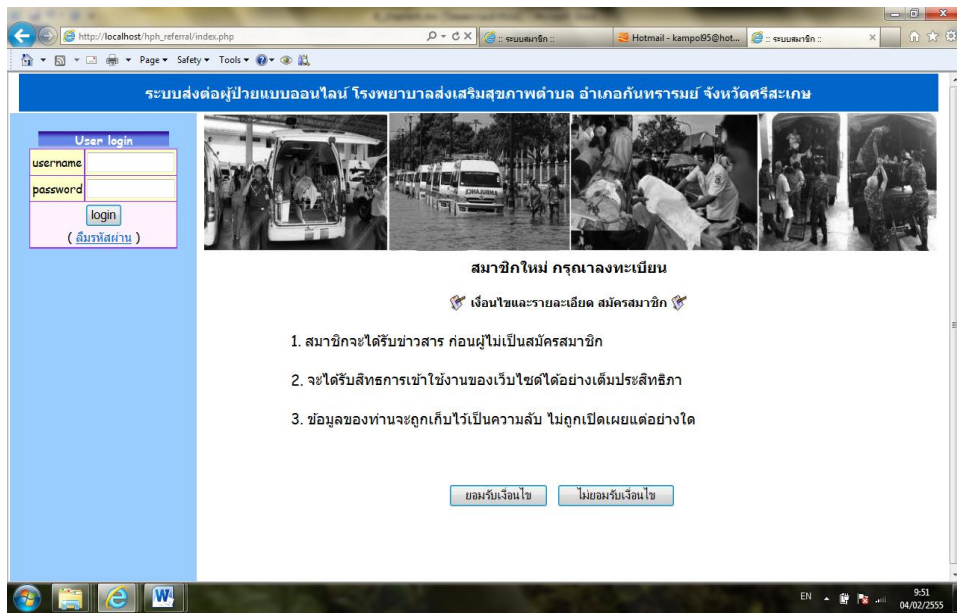 http://localhost/hph_referral/index.php
:: ระบบสมาชิก ::
Hotmail - kampol95@hot...
:: ระบบสมาชิก ::
Page Safety Tools
ระบบส่งต่อผู้ป่วยแบบออนไลน์ โรงพยาบาลส่งเสริมสุขภาพตำบล อำเภอกันทรารมย์ จังหวัดศรีสะเกษ
User login
username
password
login
( ลืมรหัสผ่าน )
AMBULANCE
สมาชิกใหม่ กรุณาลงทะเบียน
เงื่อนไขและรายละเอียด สมัครสมาชิก
1. สมาชิกจะได้รับข่าวสาร ก่อนผู้ไม่เป็นสมัครสมาชิก
2. จะได้รับสิทธการเข้าใช้งานของเว็บไซต์ได้อย่างเต็มประสิทธิภา
3. ข้อมูลของท่านจะถูกเก็บไว้เป็นความลับ ไม่ถูกเปิดเผยแต่อย่างใด
ยอมรับเงื่อนไข ไม่ยอมรับเงื่อนไข
EN
9:51
04/02/2555